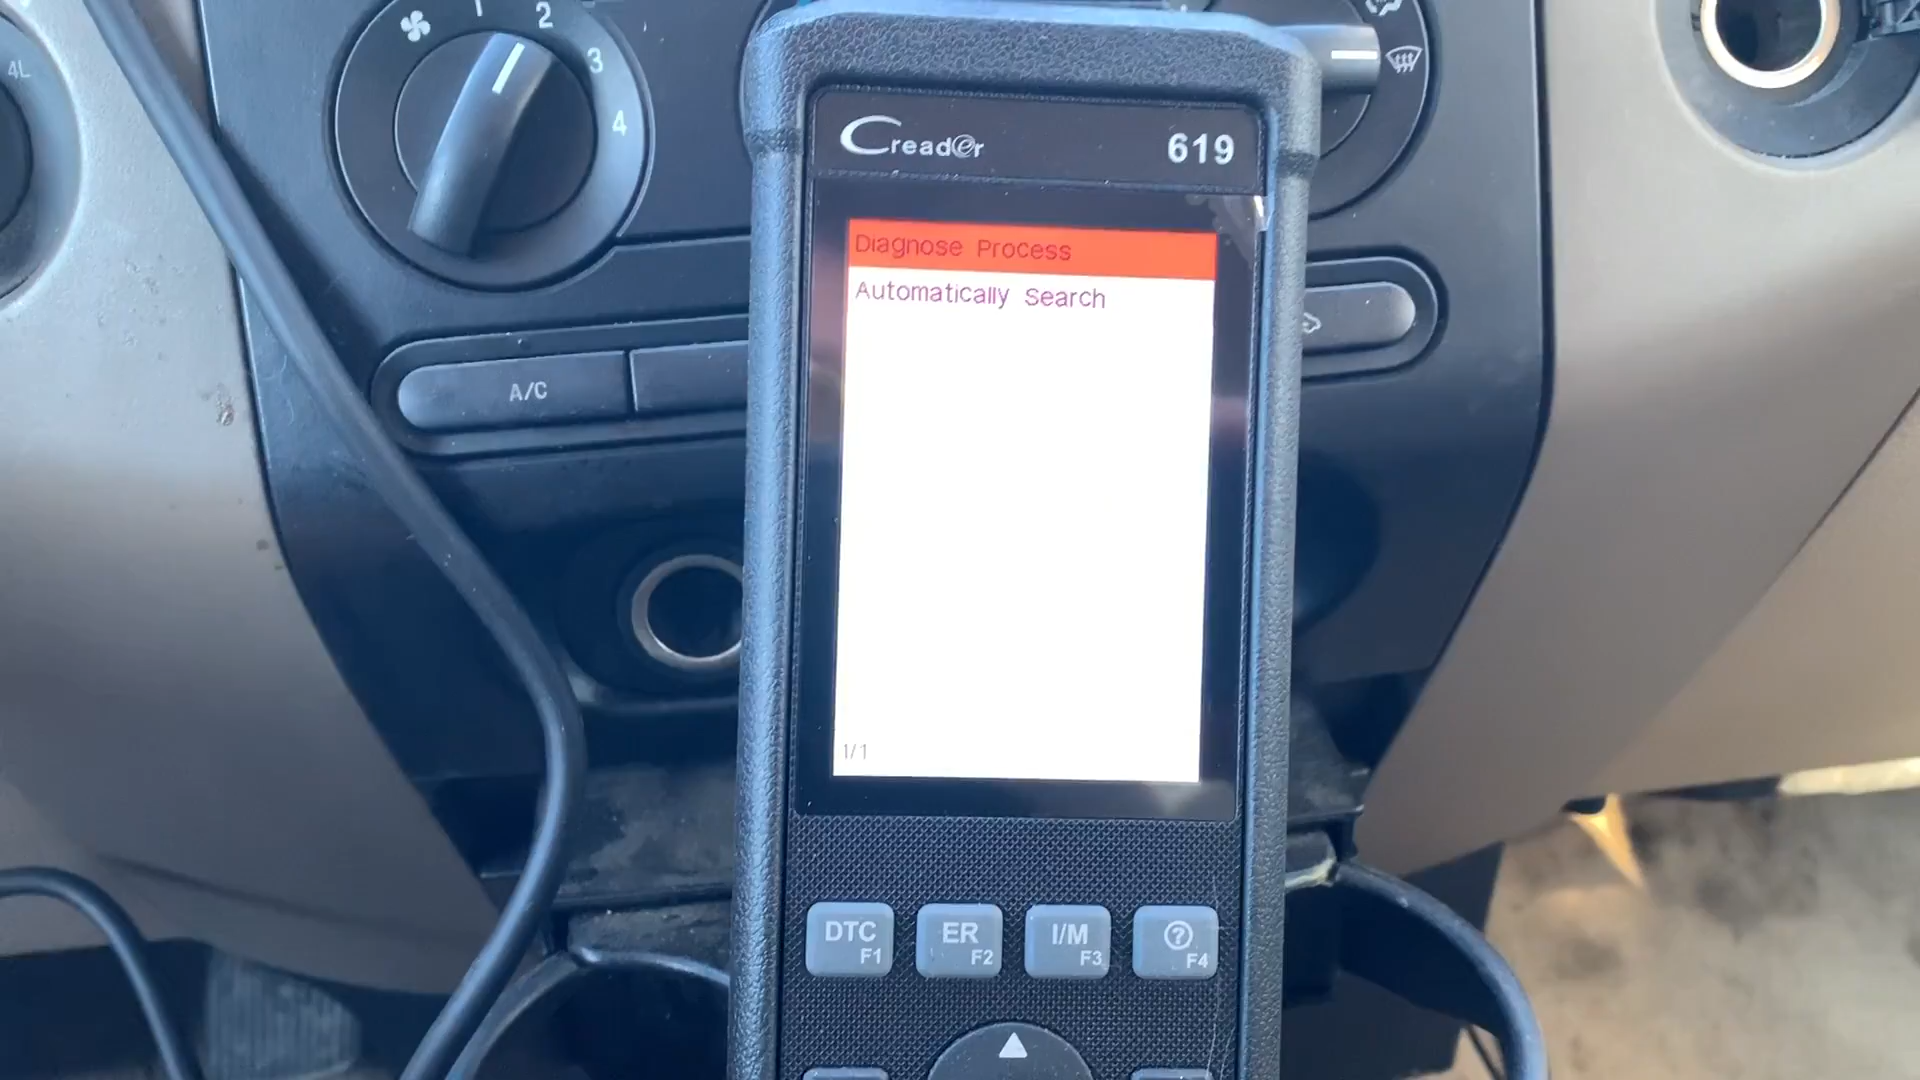 1
2
3
4
4L
A/C
Creader
619
Diagnose Process
Automatically Search
1/1
DTC
F1
ER
F2
I/M
F3
?
F4